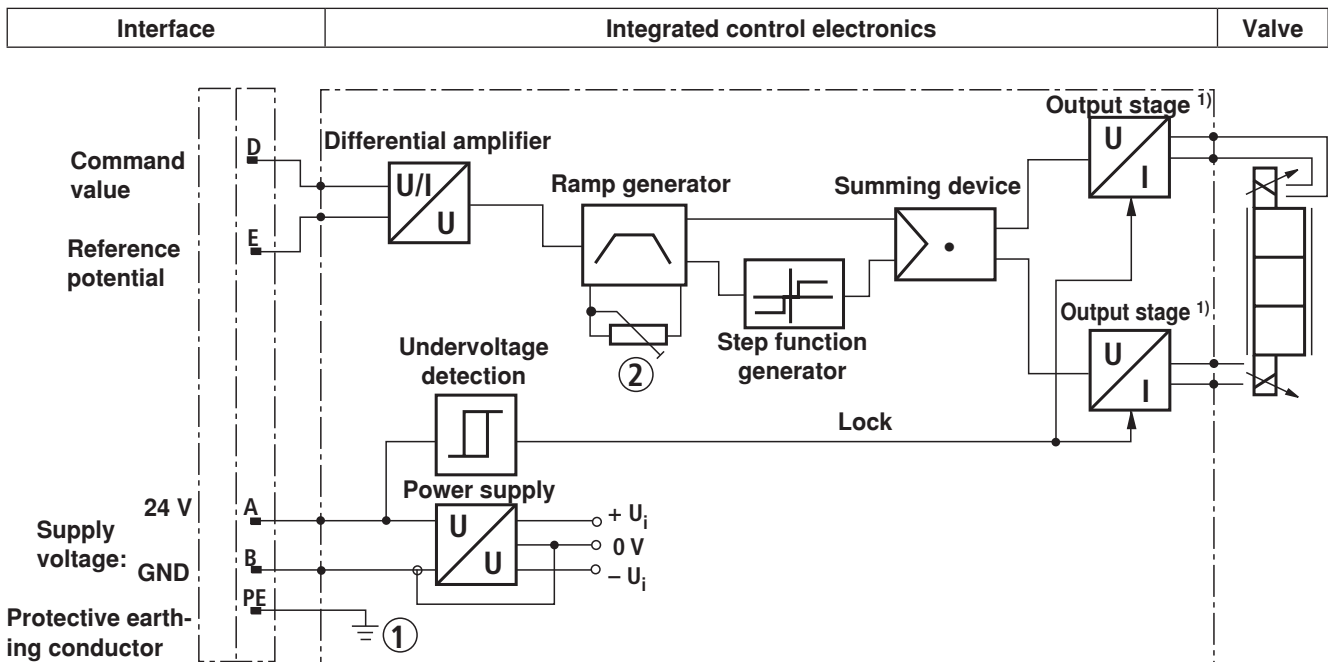 Interface
Integrated control electronics
Valve
Output stage 1)
Differential amplifier
Command
value
D
U/I
U
Ramp generator
Summing device
U
I
Reference
potential
E
Output stage 1)
Step function
generator
Undervoltage
detection
2
U
I
Lock
Power supply
24 V
A
U
U
+ Ui
0 V
– Ui
Supply
voltage:
GND
B
PE
Protective earth-
ing conductor
1